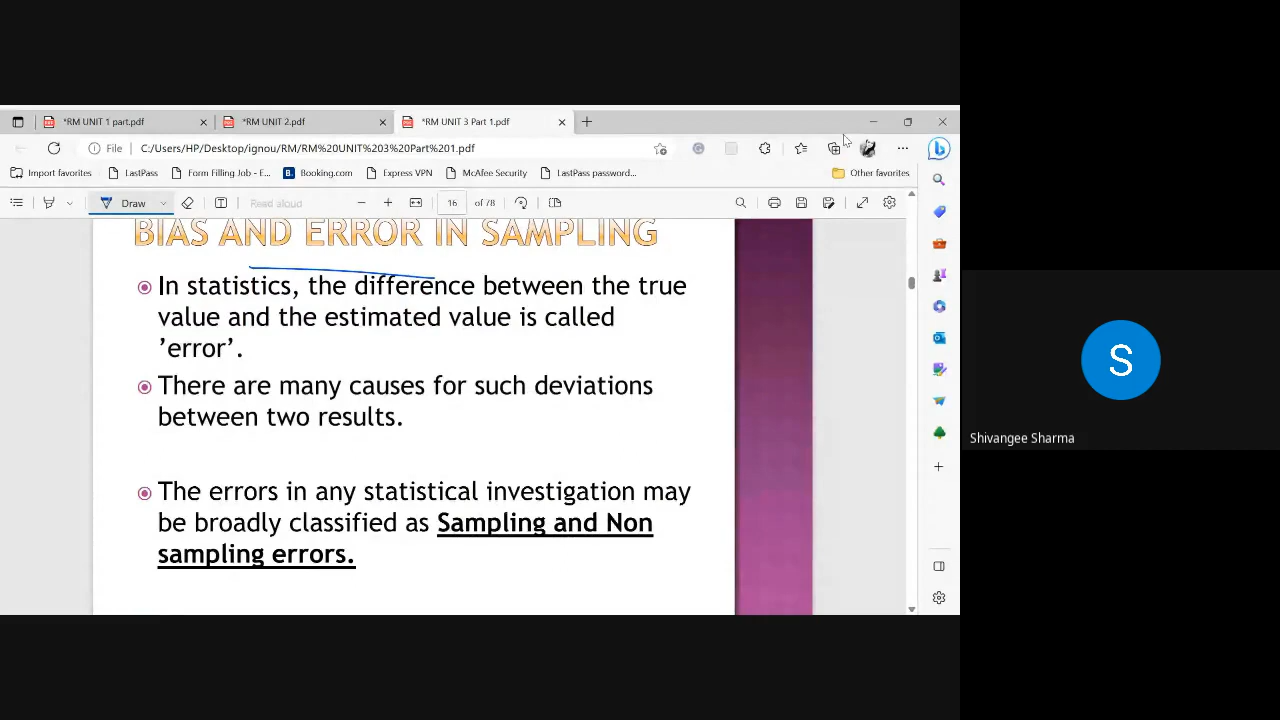 *RM UNIT 1 part.pdf
*RM UNIT 2.pdf
*RM UNIT 3 Part 1.pdf
File
C:/Users/HP/Desktop/ignou/RM/RM%20UNIT%203%20Part%201.pdf
Import favorites
LastPass
Form Filling Job - E...
B.
Booking.com
Express VPN
McAfee Security
LastPass password...
Other favorites
Draw
Read aloud
16
of 78
BIAS AND ERROR IN SAMPLING
In statistics, the difference between the true
value and the estimated value is called
’error’.
There are many causes for such deviations
between two results.
The errors in any statistical investigation may
be broadly classified as Sampling and Non
sampling errors.
S
Shivangee Sharma